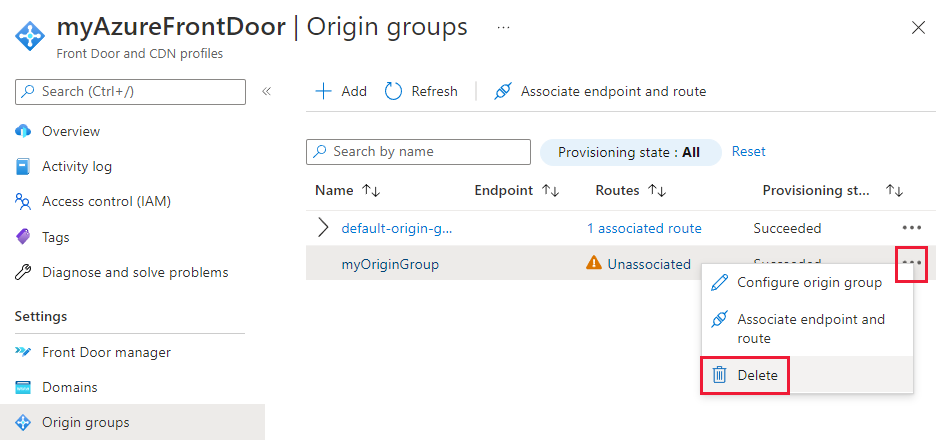 myAzureFrontDoor | Origin groups ...
Front Door and CDN profiles
Search (Ctrl+/)
Add Refresh Associate endpoint and route
Overview
Activity log
Access control (IAM)
Tags
Diagnose and solve problems
Settings
Front Door manager
Domains
Origin groups
Search by name Provisioning state : All Reset
Name Endpoint Routes Provisioning st...
default-origin-g... 1 associated route Succeeded
myOriginGroup Unassociated Succeeded
Configure origin group
Associate endpoint and
route
Delete